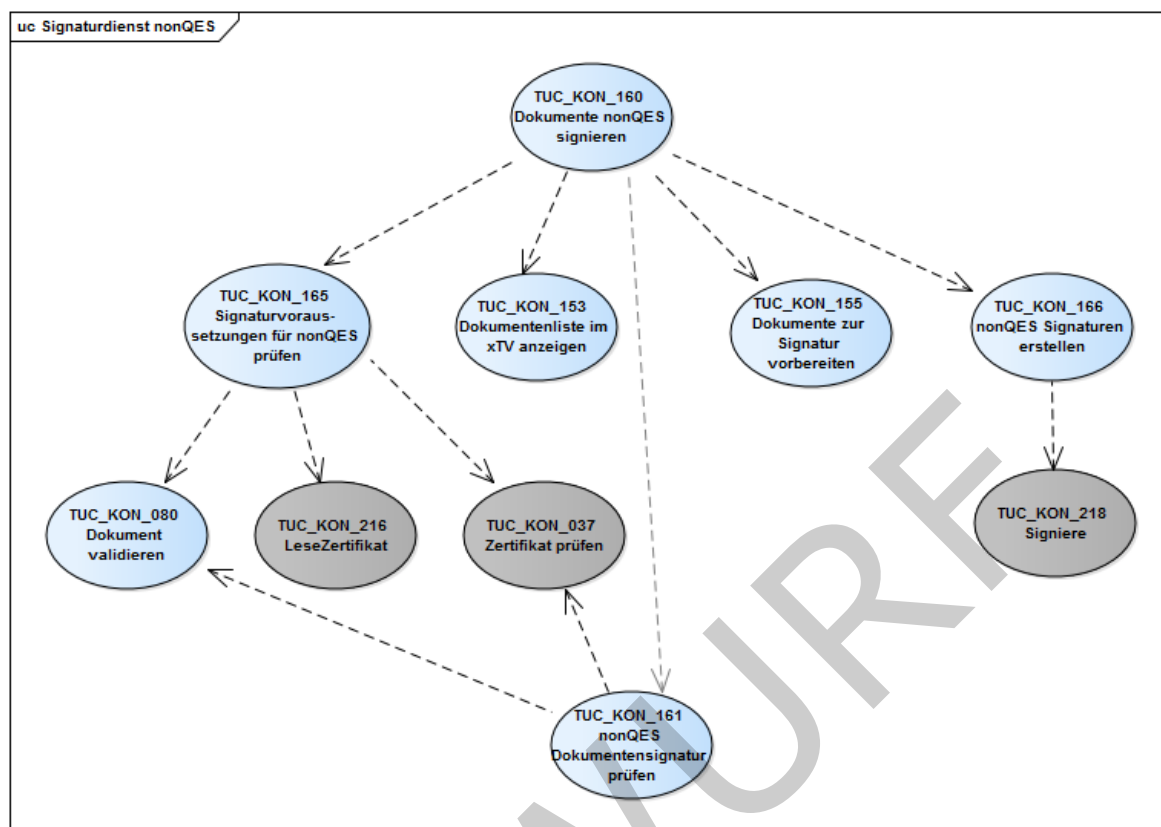 uc Signaturdienst nonQES
TUC_KON_160
Dokumente nonQES
signieren
TUC_KON_165
Signaturvoraus-
setzungen für nonQES
prüfen
TUC_KON_153
Dokumentenliste im
xTV anzeigen
TUC_KON_155
Dokumente zur
Signatur
vorbereiten
TUC_KON_166
nonQES Signaturen
erstellen
TUC_KON_080
Dokument
validieren
TUC_KON_216
LeseZertifikat
TUC_KON_037
Zertifikat prüfen
TUC_KON_218
Signiere
TUC_KON_161
nonQES
Dokumentensignatur
prüfen
WURF